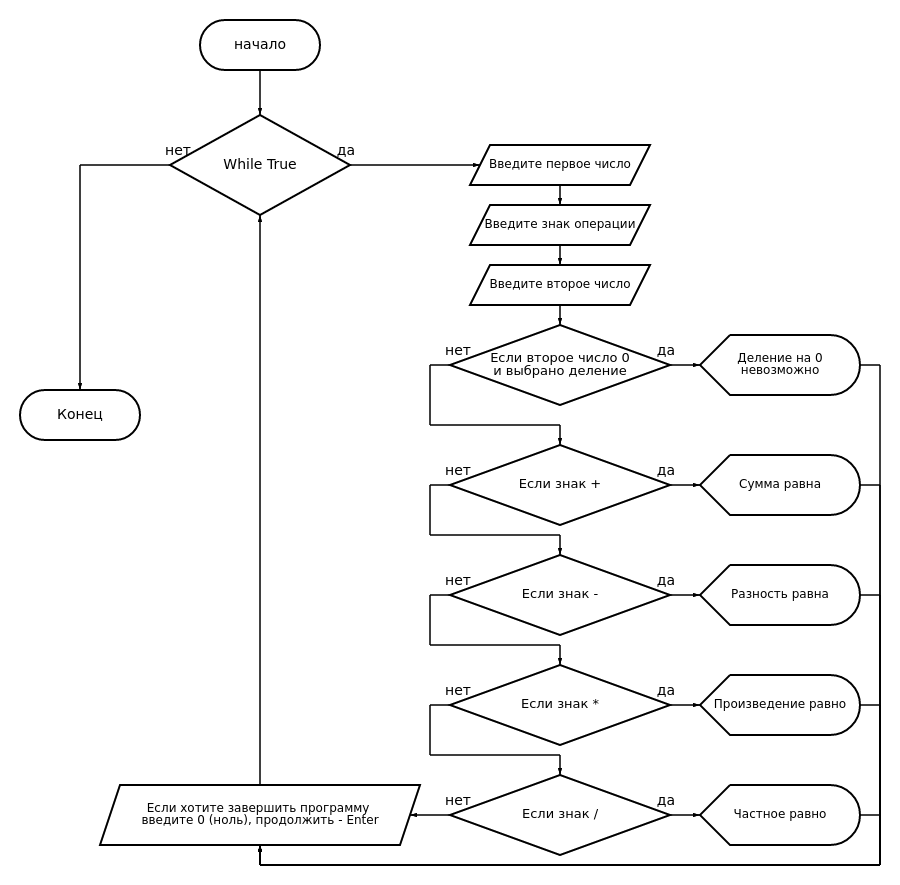 начало
нет
да
While True
Введите первое число
Введите знак операции
Введите второе число
нет
да
Если второе число 0
и выбрано деление
Деление на 0
невозможно
Конец
нет
да
Если знак +
Сумма равна
нет
да
Если знак -
Разность равна
нет
да
Если знак *
Произведение равно
нет
да
Если знак /
Частное равно
Если хотите завершить программу
введите 0 (ноль), продолжить - Enter